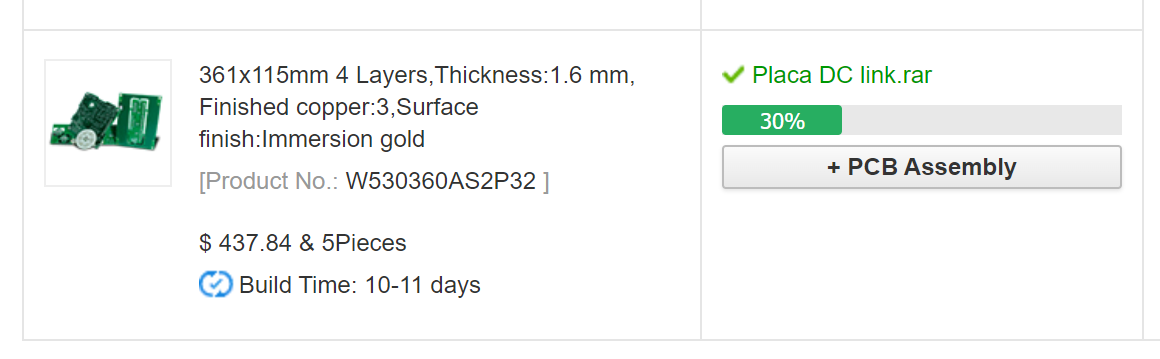 361x115mm 4 Layers,Thickness:1.6 mm,
Finished copper:3,Surface
finish:Immersion gold
[Product No.: W530360AS2P32 ]
$ 437.84 & 5Pieces
Build Time: 10-11 days
Placa DC link.rar
30%
+ PCB Assembly